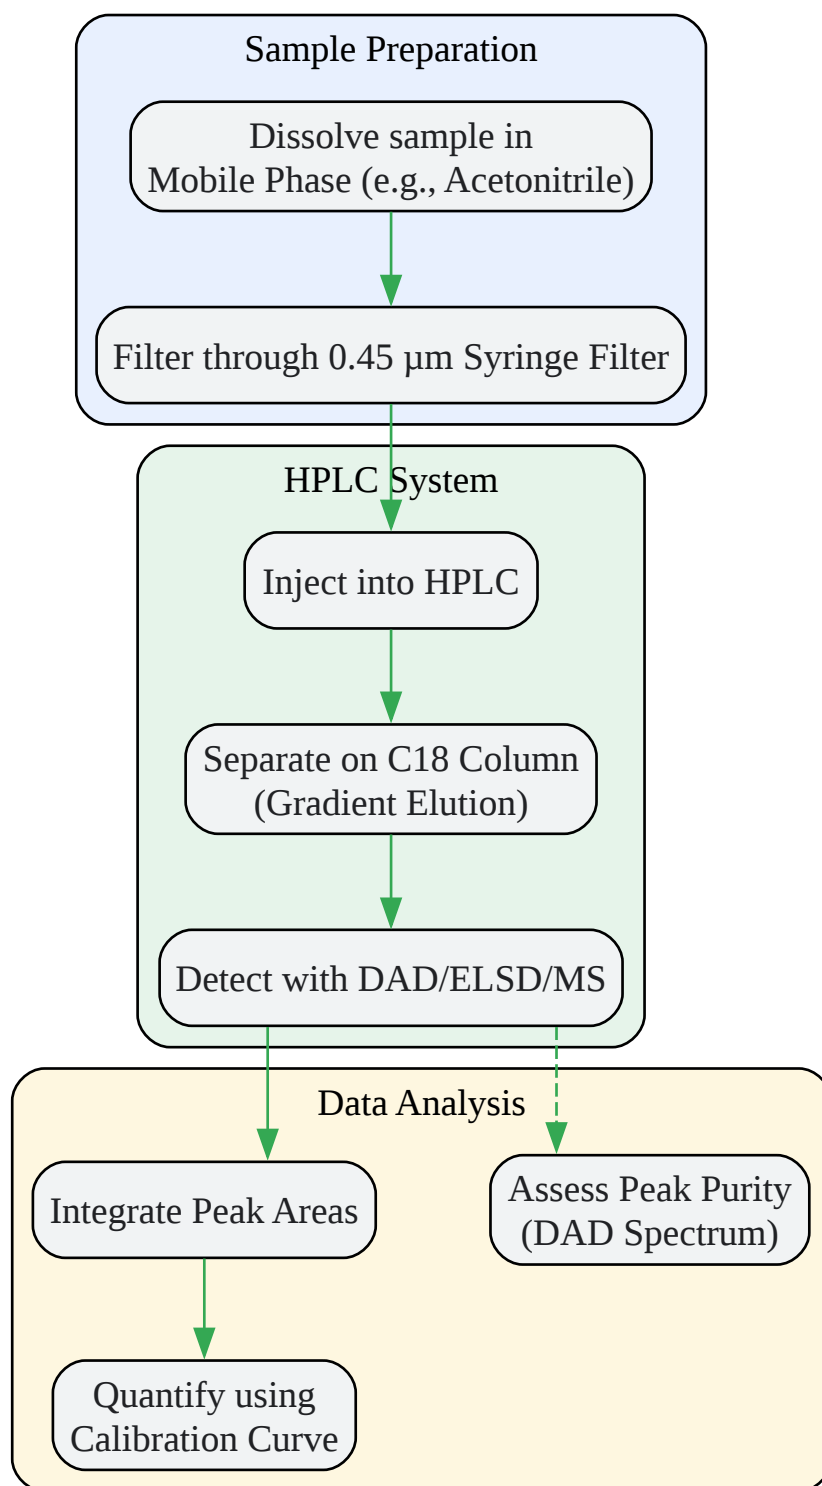 Sample Preparation
Dissolve sample in
Mobile Phase (e.g., Acetonitrile)
Filter through 0.45 µm Syringe Filter
HPLC System
Inject into HPLC
Separate on C18 Column
(Gradient Elution)
Detect with DAD/ELSD/MS
Data Analysis
Integrate Peak Areas
Assess Peak Purity
(DAD Spectrum)
Quantify using
Calibration Curve